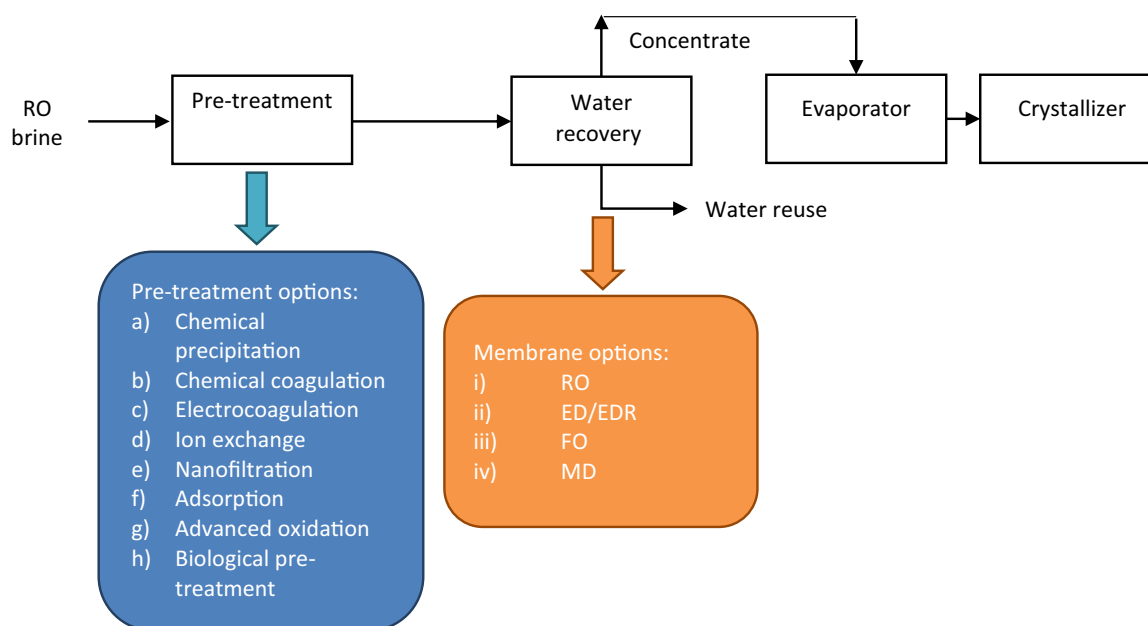 Concentrate
RO
brine
Pre-treatment
Water
recovery
Evaporator
Crystallizer
Water reuse
Pre-treatment options:
a) Chemical
precipitation
b) Chemical coagulation
c) Electrocoagulation
d) Ion exchange
e) Nanofiltration
f) Adsorption
g) Advanced oxidation
h) Biological pre-
treatment
Membrane options:
i) RO
ii) ED/EDR
iii) FO
iv) MD